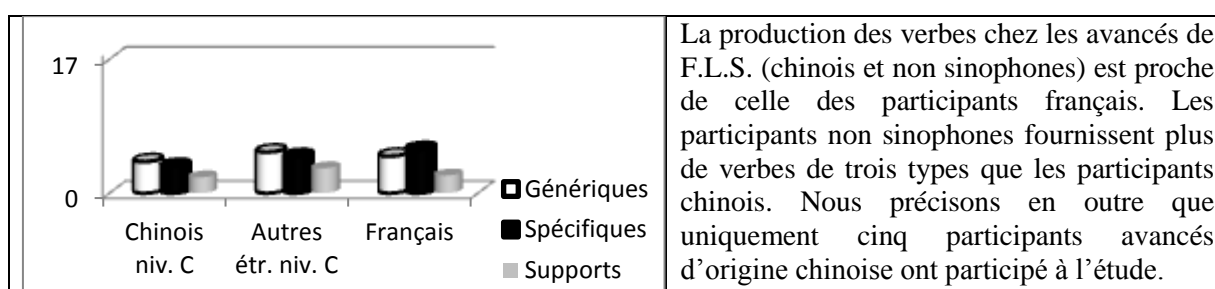 17
0
Chinois
niv. C
Autres
étr. niv. C
Français
Génériques
Spécifiques
Supports
La production des verbes chez les avancés de
F.L.S. (chinois et non sinophones) est proche
de celle des participants français. Les
participants non sinophones fournissent plus
de verbes de trois types que les participants
chinois. Nous précisons en outre que
uniquement cinq participants avancés
d'origine chinoise ont participé à l'étude.